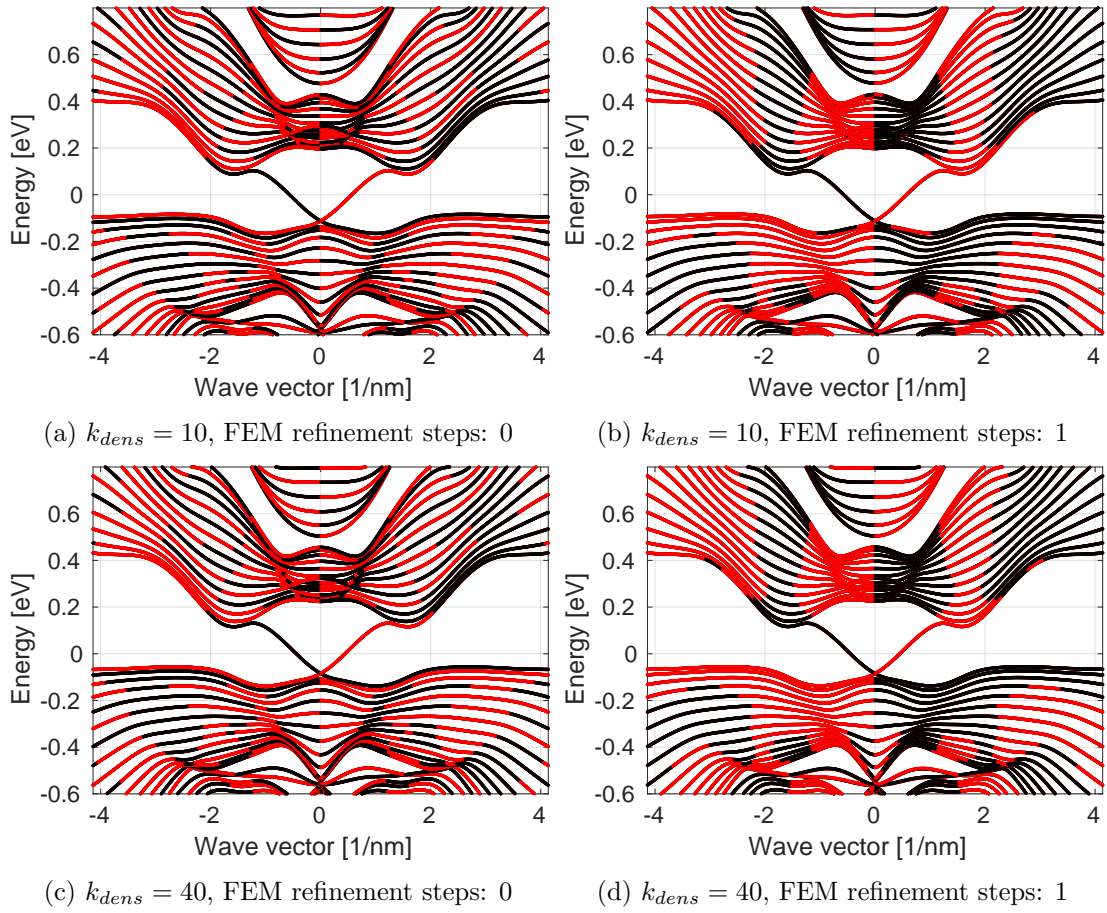 0.6
0.4
0.2
0
-0.2
-0.4
-0.6
Energy [eV]
-4 -2 0 2 4
Wave vector [1/nm]
(a) k_dens = 10, FEM refinement steps: 0
0.6
0.4
0.2
0
-0.2
-0.4
-0.6
Energy [eV]
-4 -2 0 2 4
Wave vector [1/nm]
(b) k_dens = 10, FEM refinement steps: 1
0.6
0.4
0.2
0
-0.2
-0.4
-0.6
Energy [eV]
-4 -2 0 2 4
Wave vector [1/nm]
(c) k_dens = 40, FEM refinement steps: 0
0.6
0.4
0.2
0
-0.2
-0.4
-0.6
Energy [eV]
-4 -2 0 2 4
Wave vector [1/nm]
(d) k_dens = 40, FEM refinement steps: 1